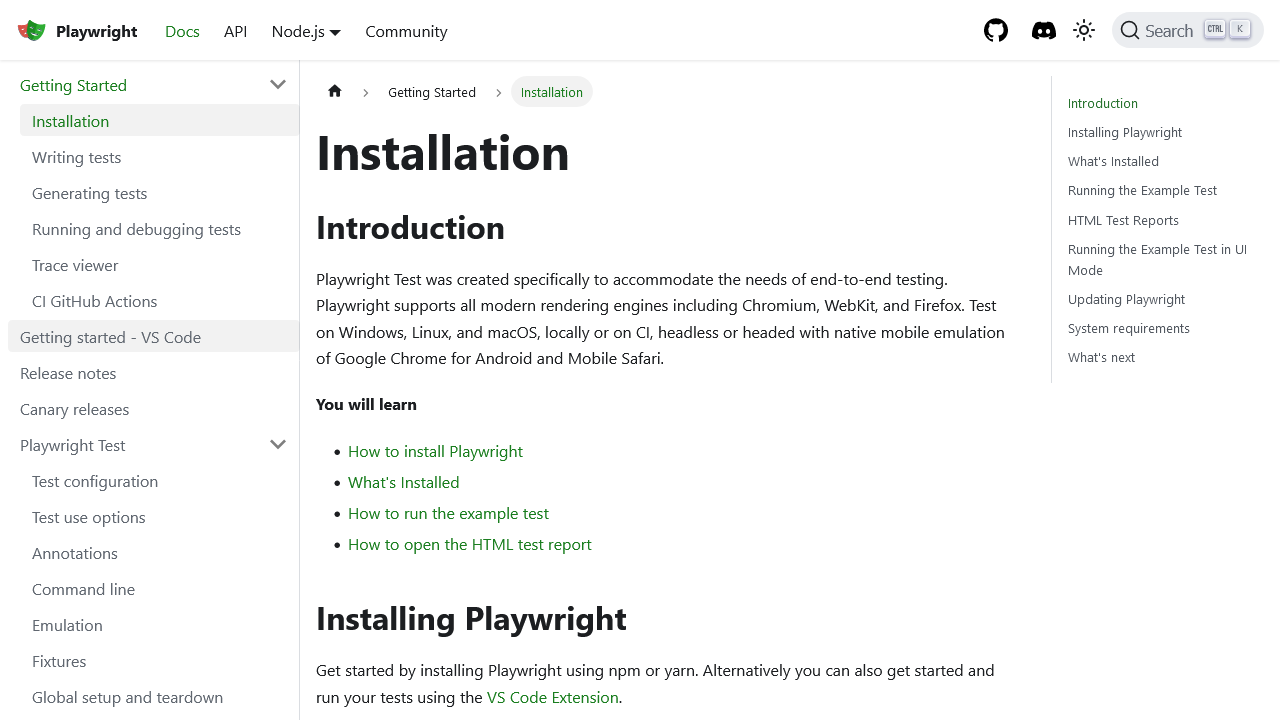 Playwright
Docs
API
Node.js
Community
Search
CTRL
K
Getting Started
Installation
Writing tests
Generating tests
Running and debugging tests
Trace viewer
CI GitHub Actions
Getting started - VS Code
Release notes
Canary releases
Playwright Test
Test configuration
Test use options
Annotations
Command line
Emulation
Fixtures
Global setup and teardown
Getting Started
Installation
Installation
Introduction
Playwright Test was created specifically to accommodate the needs of end-to-end testing.
Playwright supports all modern rendering engines including Chromium, WebKit, and Firefox. Test
on Windows, Linux, and macOS, locally or on CI, headless or headed with native mobile emulation
of Google Chrome for Android and Mobile Safari.
You will learn
• How to install Playwright
• What's Installed
• How to run the example test
• How to open the HTML test report
Installing Playwright
Get started by installing Playwright using npm or yarn. Alternatively you can also get started and
run your tests using the VS Code Extension.
Introduction
Installing Playwright
What's Installed
Running the Example Test
HTML Test Reports
Running the Example Test in UI
Mode
Updating Playwright
System requirements
What's next